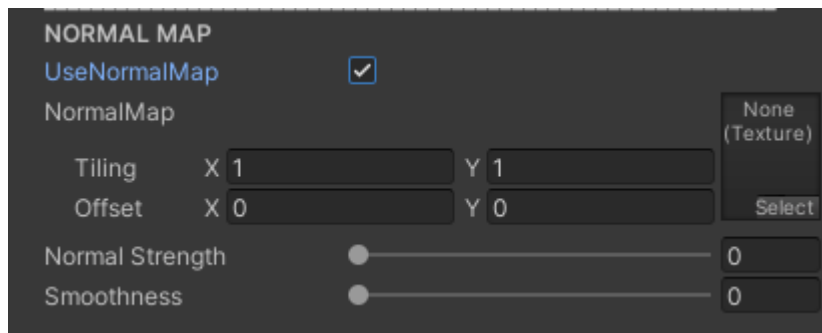 NORMAL MAP
UseNormalMap
NormalMap
None
(Texture)
Tiling X 1 Y 1
Offset X 0 Y 0
Select
Normal Strength 0
Smoothness 0